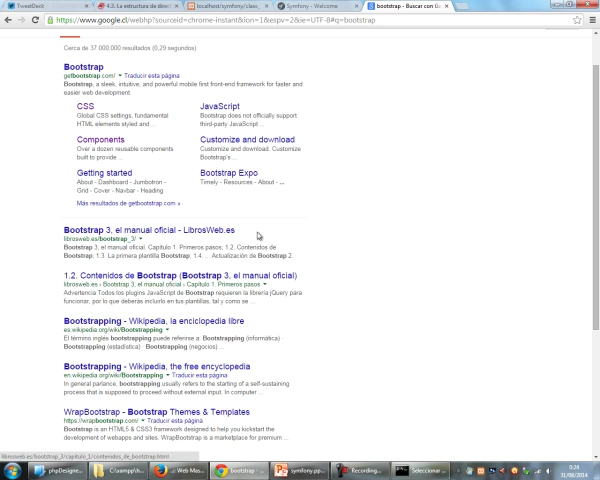 TweetDeck
4.3. La estructura de direct
localhost/symfony/class_
Symfony - Welcome
bootstrap - Buscar con G
https://www.google.cl/webhp?sourceid=chrome-instant&ion=1&espv=2&ie=UTF-8#q=bootstrap
Cerca de 37.000.000 resultados (0,29 segundos)
Bootstrap
getbootstrap.com/ Traducir esta página
Bootstrap, a sleek, intuitive, and powerful mobile first front-end framework for faster and
easier web development.
CSS
Global CSS settings, fundamental
HTML elements styled and ...
JavaScript
Bootstrap does not officially support
third-party JavaScript ...
Components
Over a dozen reusable components
built to provide ...
Customize and download
Customize and download. Customize
Bootstrap's ...
Getting started
About - Dashboard - Jumbotron -
Grid - Cover - Navbar - Heading
Bootstrap Expo
Timely - Resources - About - ...
Más resultados de getbootstrap.com »
Bootstrap 3, el manual oficial - LibrosWeb.es
librosweb.es/bootstrap_3/
Bootstrap 3, el manual oficial. Capítulo 1. Primeros pasos; 1.2. Contenidos de
Bootstrap; 1.3. La primera plantilla Bootstrap; 1.4. ... Actualización de Bootstrap 2.
1.2. Contenidos de Bootstrap (Bootstrap 3, el manual oficial)
librosweb.es › Bootstrap 3, el manual oficial › Capítulo 1. Primeros pasos
Advertencia Todos los plugins JavaScript de Bootstrap requieren la librería jQuery para
funcionar, por lo que deberás incluirlo en tus plantillas, tal y como se ...
Bootstrapping - Wikipedia, la enciclopedia libre
es.wikipedia.org/wiki/Bootstrapping
El término inglés bootstrapping puede referirse a: Bootstrapping (informática) ·
Bootstrapping (estadística) · Bootstrapping (negocios) ...
Bootstrapping - Wikipedia, the free encyclopedia
en.wikipedia.org/wiki/Bootstrapping Traducir esta página
In general parlance, bootstrapping usually refers to the starting of a self-sustaining
process that is supposed to proceed without external input. In computer ...
WrapBootstrap - Bootstrap Themes & Templates
https://wrapbootstrap.com/ Traducir esta página
Bootstrap is an HTML5 & CSS3 framework designed to help you kickstart the
development of webapps and sites. WrapBootstrap is a marketplace for premium ...
librosweb.es/bootstrap_3/capitulo_1/contenidos_de_bootstrap.html
phpDesigne...
C:\xampp\h...
Web Mas...
bootstrap - ...
symfony.pp...
Recording...
Seleccionar ...
ES
0:28
31/08/2014